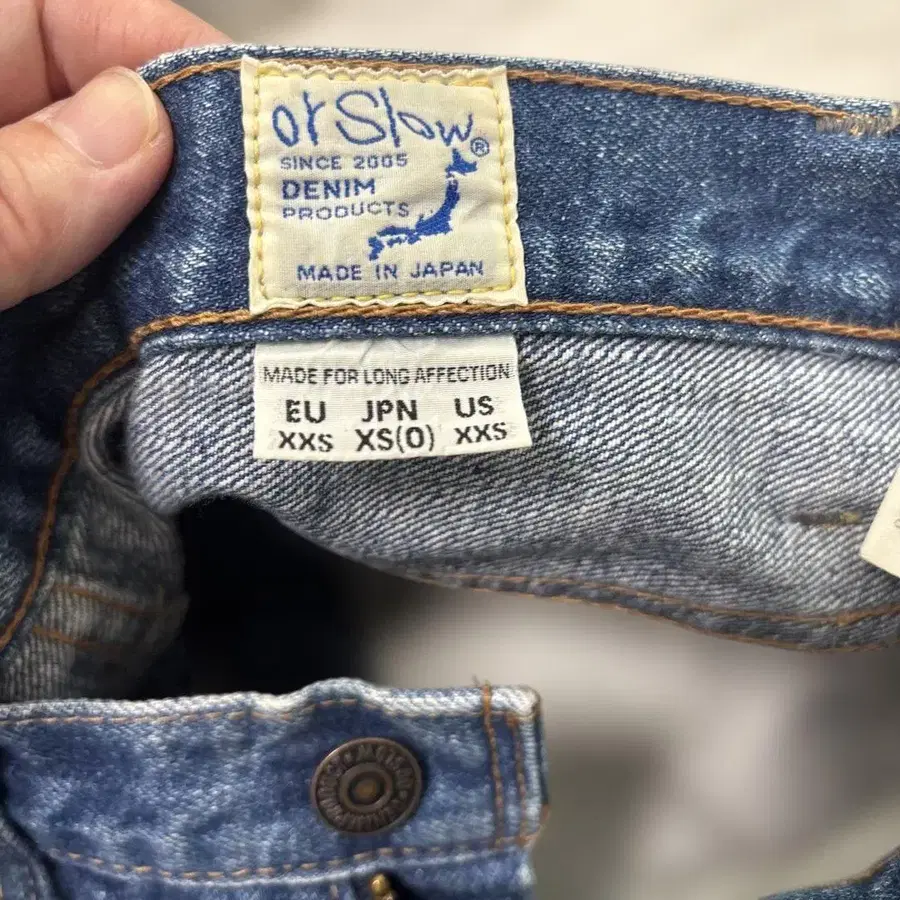 orSlow®
SINCE 2005
DENIM
PRODUCTS
MADE IN JAPAN
MADE FOR LONG AFFECTION
EU JPN US
XXS XS(0) XXS